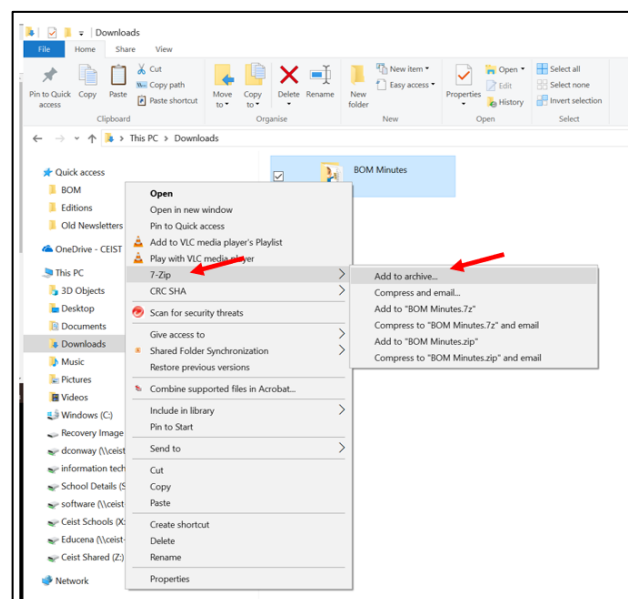 Downloads
File Home Share View
Pin to Quick access
Copy
Paste
Cut
Copy path
Paste shortcut
Clipboard
Move to
Copy to
Delete
Rename
Organise
New folder
New item
Easy access
New
Properties
Open
Edit
History
Open
Select all
Select none
Invert selection
Select
This PC > Downloads
Quick access
BOM
Editions
Old Newsletters
OneDrive - CEIST
This PC
3D Objects
Desktop
Documents
Downloads
Music
Pictures
Videos
Windows (C:)
Recovery Image
dconway (\\ceist
information tech
School Details (S
software (\\ceist-
Ceist Schools (X:
Educena (\\ceist-
Ceist Shared (Z:)
Network
BOM Minutes
Open
Open in new window
Pin to Quick access
Add to VLC media player's Playlist
Play with VLC media player
7-Zip
CRC SHA
Scan for security threats
Give access to
Shared Folder Synchronization
Restore previous versions
Combine supported files in Acrobat...
Include in library
Pin to Start
Send to
Cut
Copy
Paste
Create shortcut
Delete
Rename
Properties
Add to archive...
Compress and email...
Add to "BOM Minutes.7z"
Compress to "BOM Minutes.7z" and email
Add to "BOM Minutes.zip"
Compress to "BOM Minutes.zip" and email